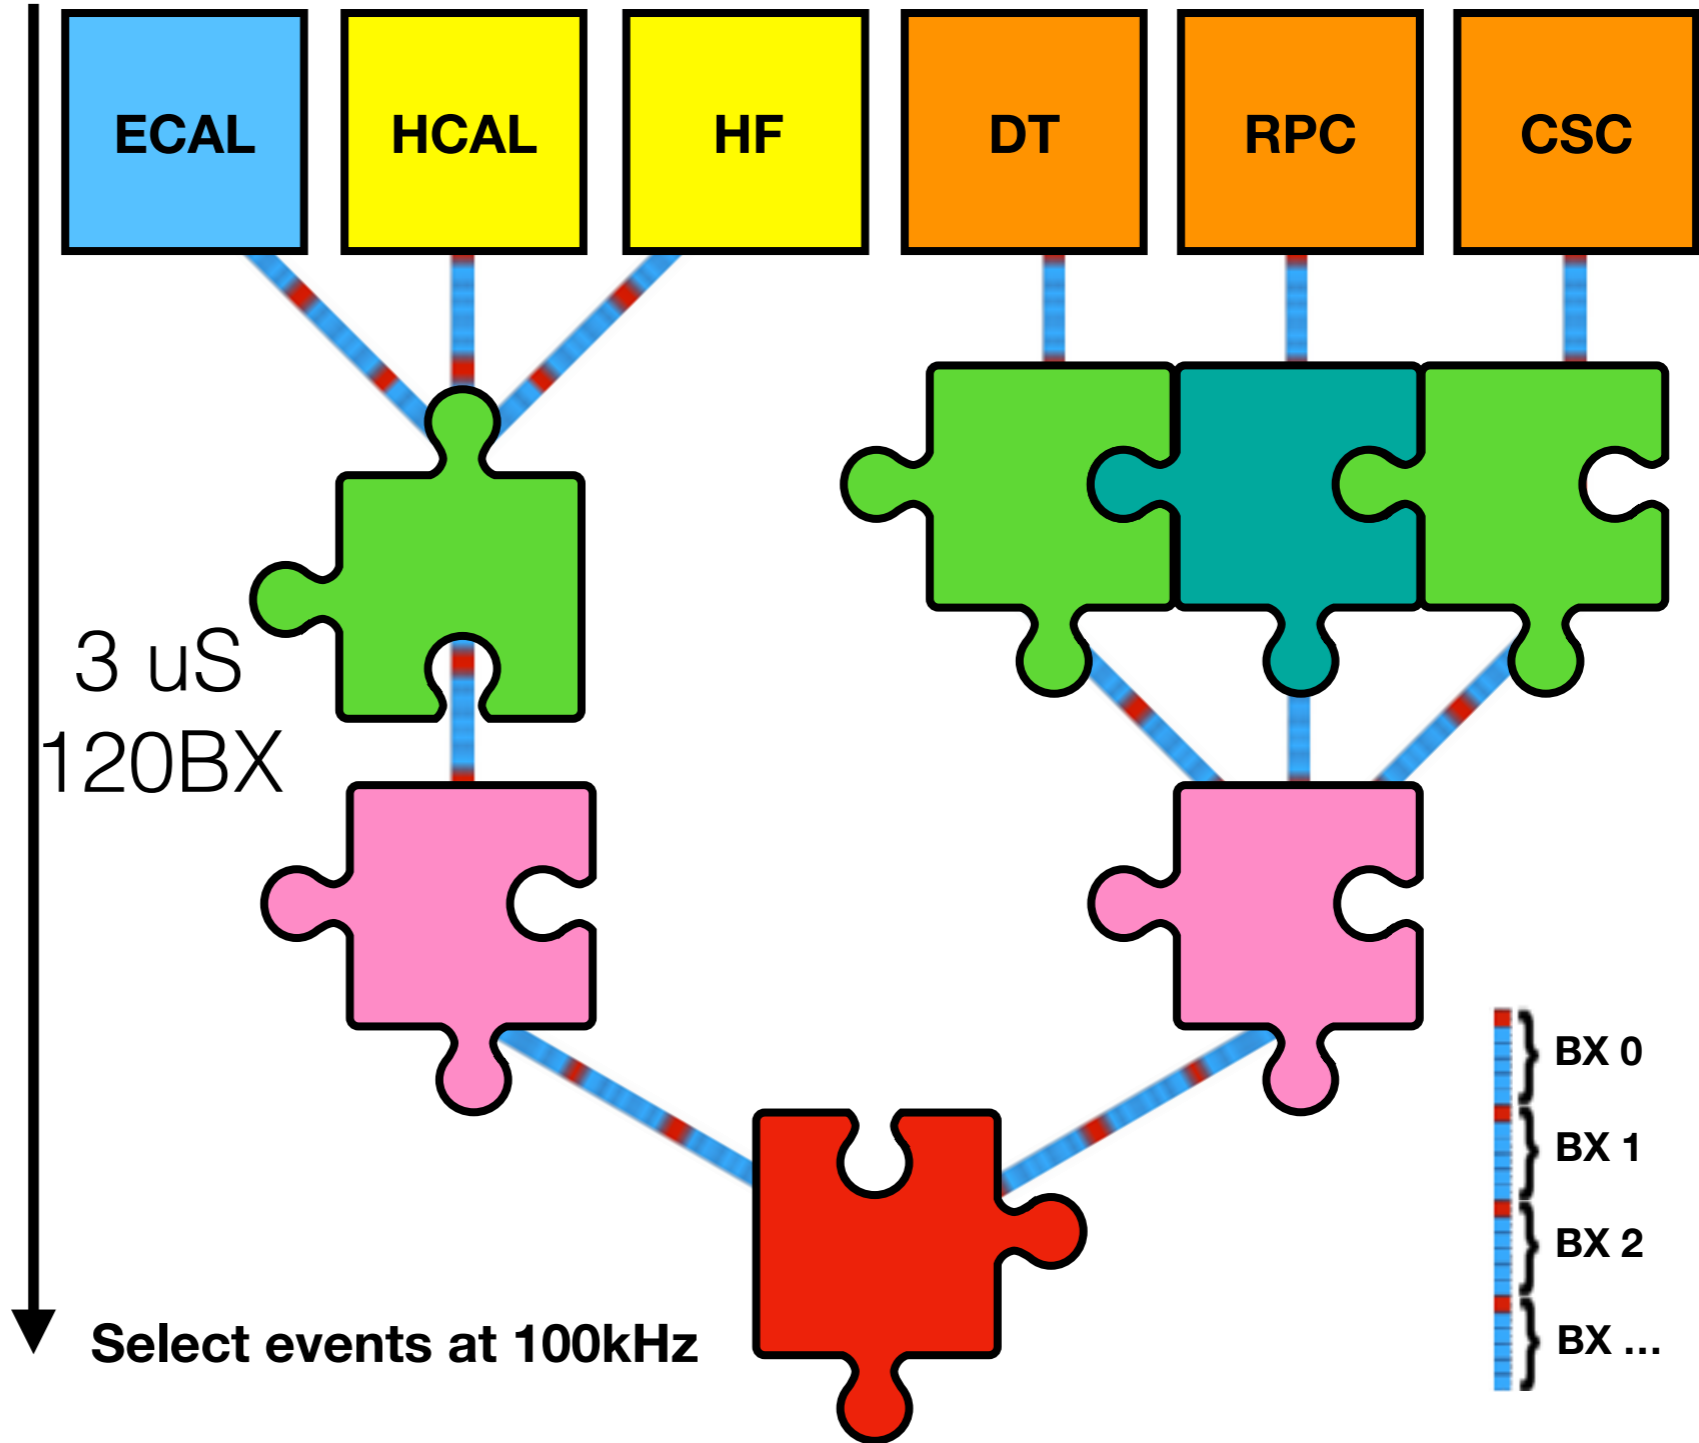 ECAL
HCAL
HF
DT
RPC
CSC
3 uS
120BX
BX 0
BX 1
BX 2
BX ...
Select events at 100kHz